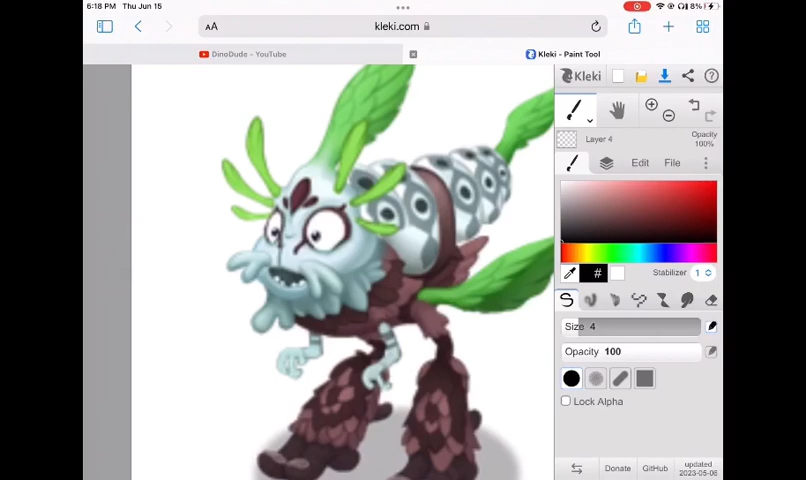 6:18 PM Thu Jun 15
8%
AA
kleki.com
DinoDude - YouTube
Kleki - Paint Tool
Kleki
Layer 4
Opacity
100%
Edit
File
#
Stabilizer 1
Size 4
Opacity 100
Lock Alpha
Donate
GitHub
updated
2023-05-06